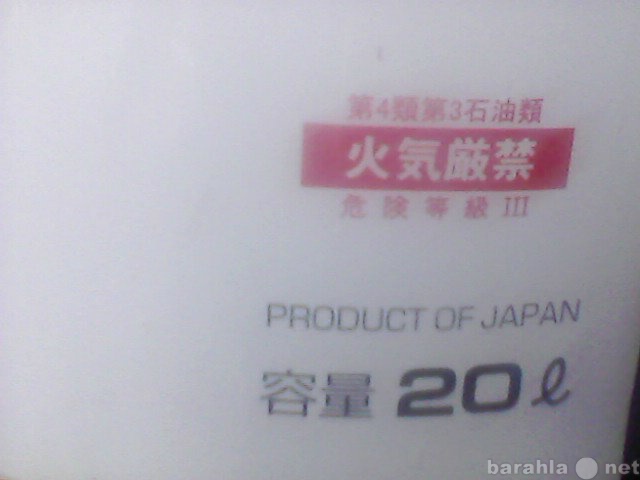 第4類第3石油類
火気厳禁
危険等級III
PRODUCT OF JAPAN
容量 20ℓ
barahla net